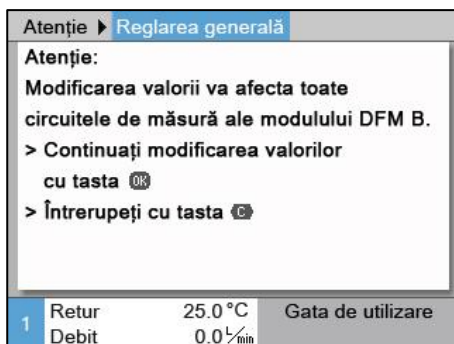 Atenție ▶ Reglarea generală
Atenție:
Modificarea valorii va afecta toate
circuitele de măsură ale modulului DFM B.
> Continuați modificarea valorilor
cu tasta OK
> Întrerupeți cu tasta C
1 Retur 25.0 °C Gata de utilizare
Debit 0.0 L/min